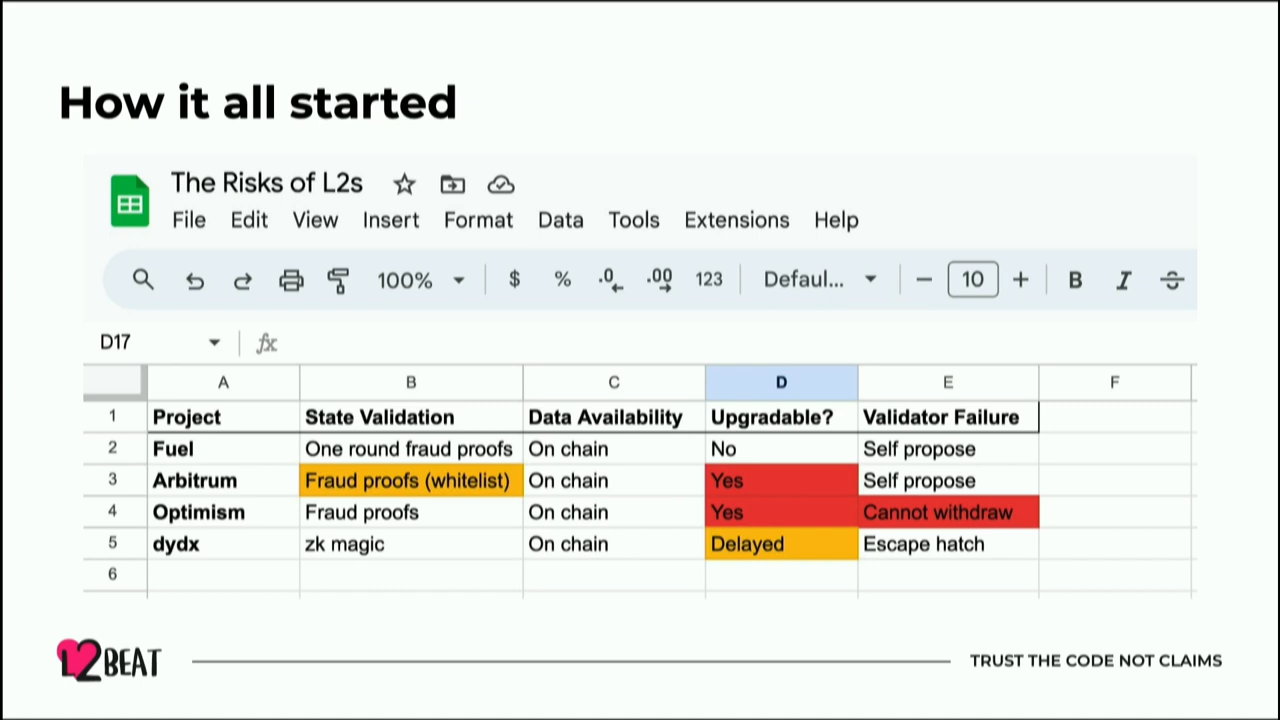 How it all started
The Risks of L2s
File Edit View Insert Format Data Tools Extensions Help
100% $ % .0 .00 123 Defaul... 10 B I S
D17 fx
A B C D E F
1 Project State Validation Data Availability Upgradable? Validator Failure
2 Fuel One round fraud proofs On chain No Self propose
3 Arbitrum Fraud proofs (whitelist) On chain Yes Self propose
4 Optimism Fraud proofs On chain Yes Cannot withdraw
5 dydx zk magic On chain Delayed Escape hatch
6
L2BEAT TRUST THE CODE NOT CLAIMS